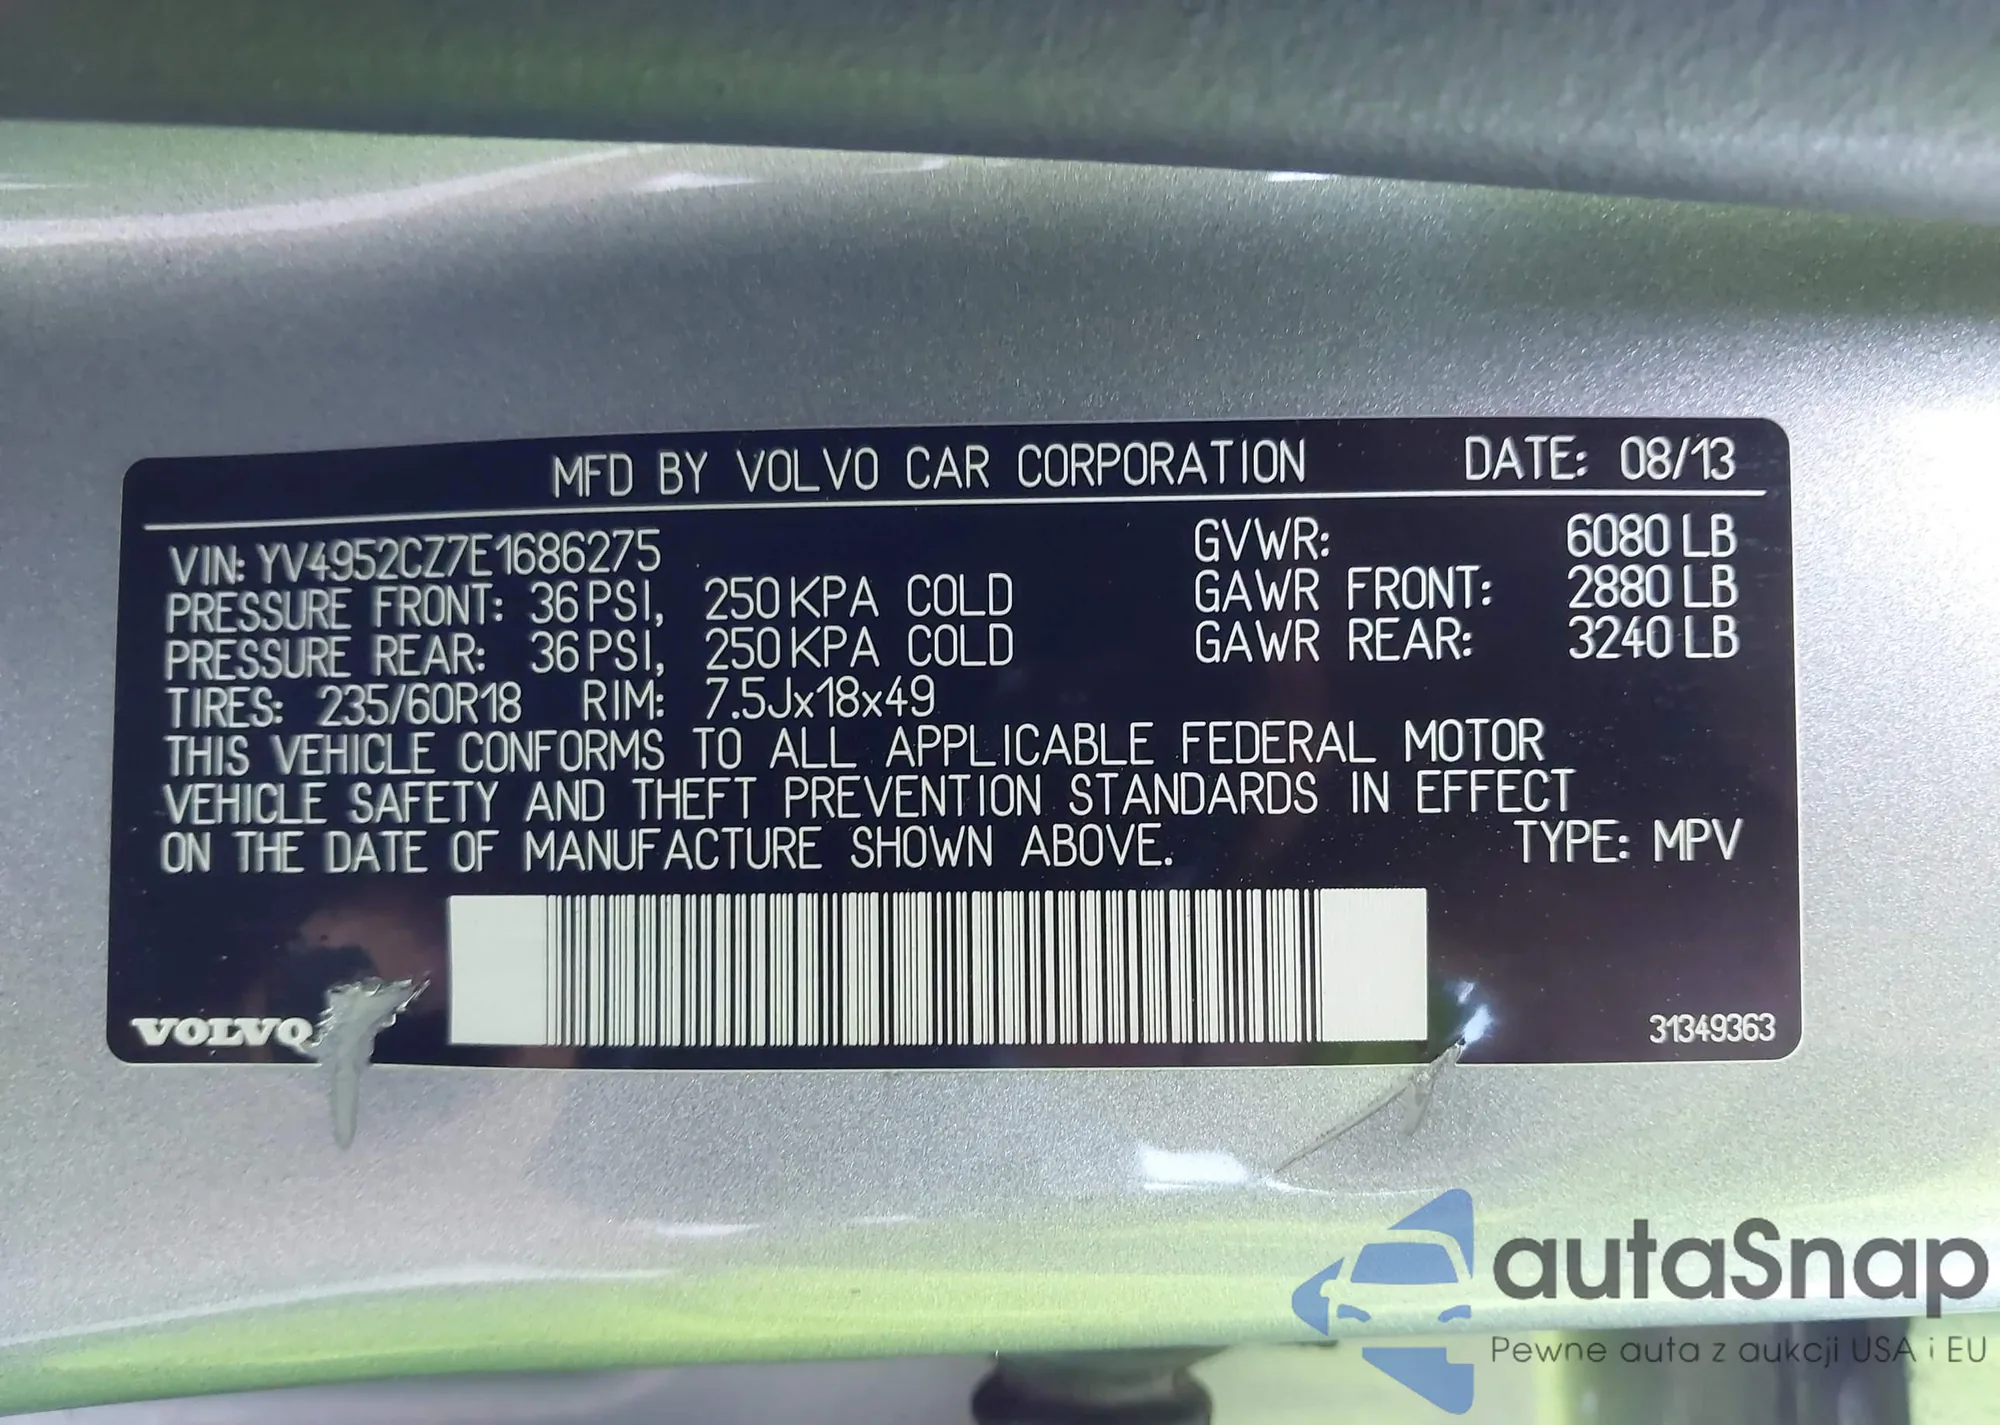 MFD BY VOLVO CAR CORPORATION DATE: 08/13
VIN: YV4952CZ7E1686275 GVWR: 6080 LB
PRESSURE FRONT: 36 PSI, 250 KPA COLD GAWR FRONT: 2880 LB
PRESSURE REAR: 36 PSI, 250 KPA COLD GAWR REAR: 3240 LB
TIRES: 235/60R18 RIM: 7.5Jx18x49
THIS VEHICLE CONFORMS TO ALL APPLICABLE FEDERAL MOTOR
VEHICLE SAFETY AND THEFT PREVENTION STANDARDS IN EFFECT
ON THE DATE OF MANUFACTURE SHOWN ABOVE. TYPE: MPV
VOLVO 31349363
autaSnap
Pewne auta z aukcji USA i EU